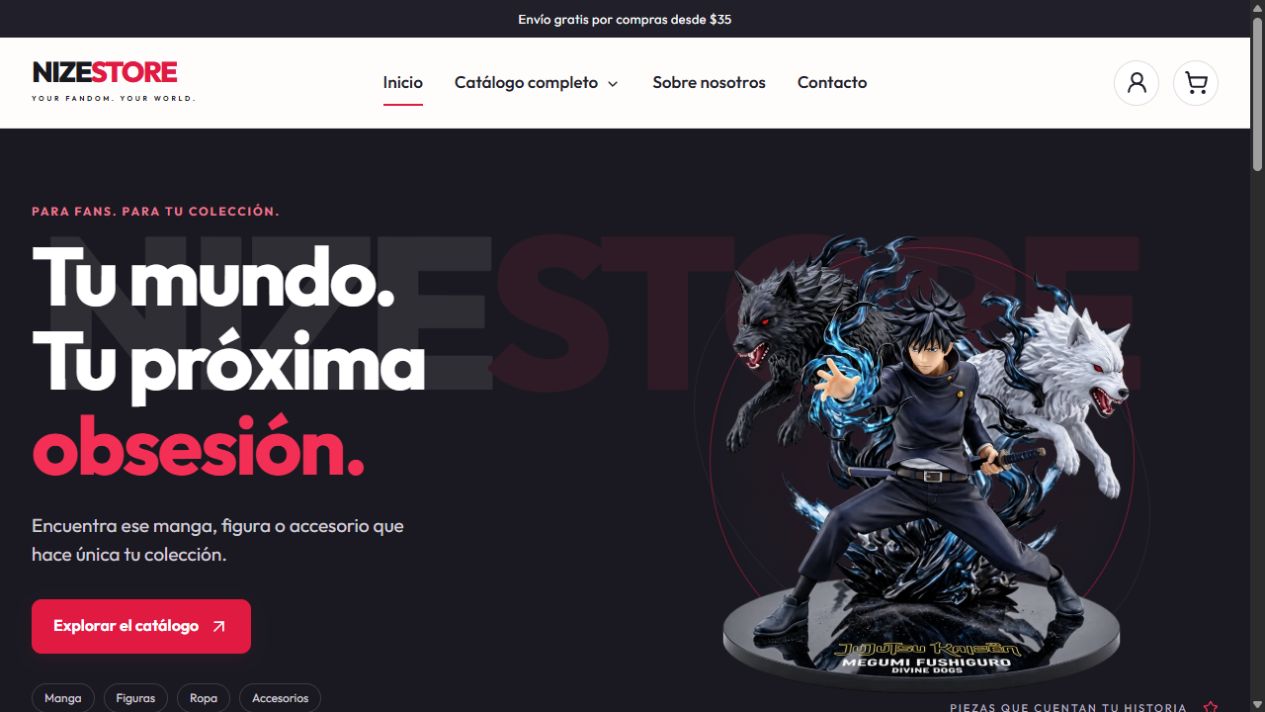 Envío gratis por compras desde $35
NIZESTORE
YOUR FANDOM. YOUR WORLD.
Inicio
Catálogo completo
Sobre nosotros
Contacto
PARA FANS. PARA TU COLECCIÓN.
NIZESTORE
Tu mundo.
Tu próxima
obsesión.
Encuentra ese manga, figura o accesorio que
hace única tu colección.
Explorar el catálogo
Manga
Figuras
Ropa
Accesorios
JuJuTsu KaiseN
MEGUMI FUSHIGURO
DIVINE DOGS
PIEZAS QUE CUENTAN TU HISTORIA